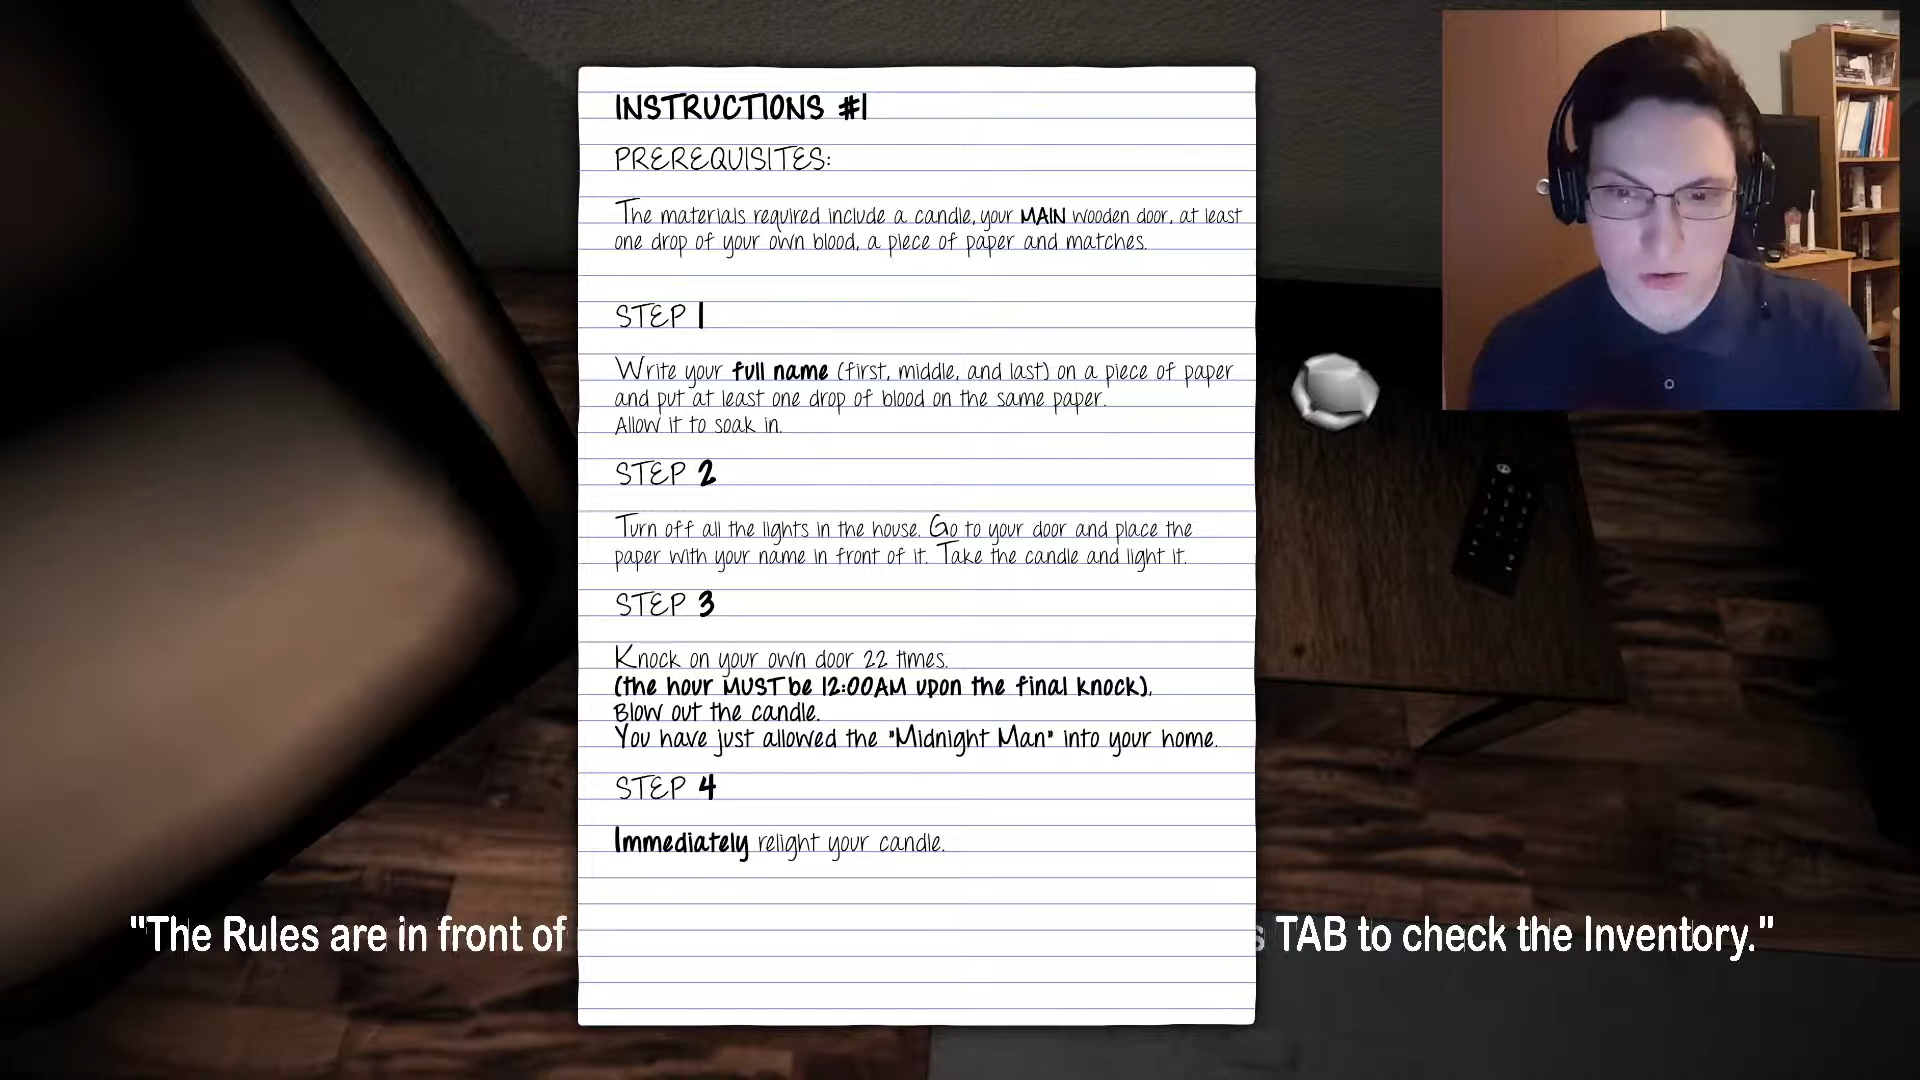 INSTRUCTIONS #1
PREREQUISITES:
The materials required include a candle, your MAIN wooden door, at least
one drop of your own blood, a piece of paper and matches.
STEP 1
Write your full name (first, middle, and last) on a piece of paper
and put at least one drop of blood on the same paper.
Allow it to soak in.
STEP 2
Turn off all the lights in the house. Go to your door and place the
paper with your name in front of it. Take the candle and light it.
STEP 3
Knock on your own door 22 times.
(the hour MUST be 12:00AM upon the final knock).
Blow out the candle.
You have just allowed the "Midnight Man" into your home.
STEP 4
Immediately relight your candle.
"The Rules are in front of s TAB to check the Inventory."